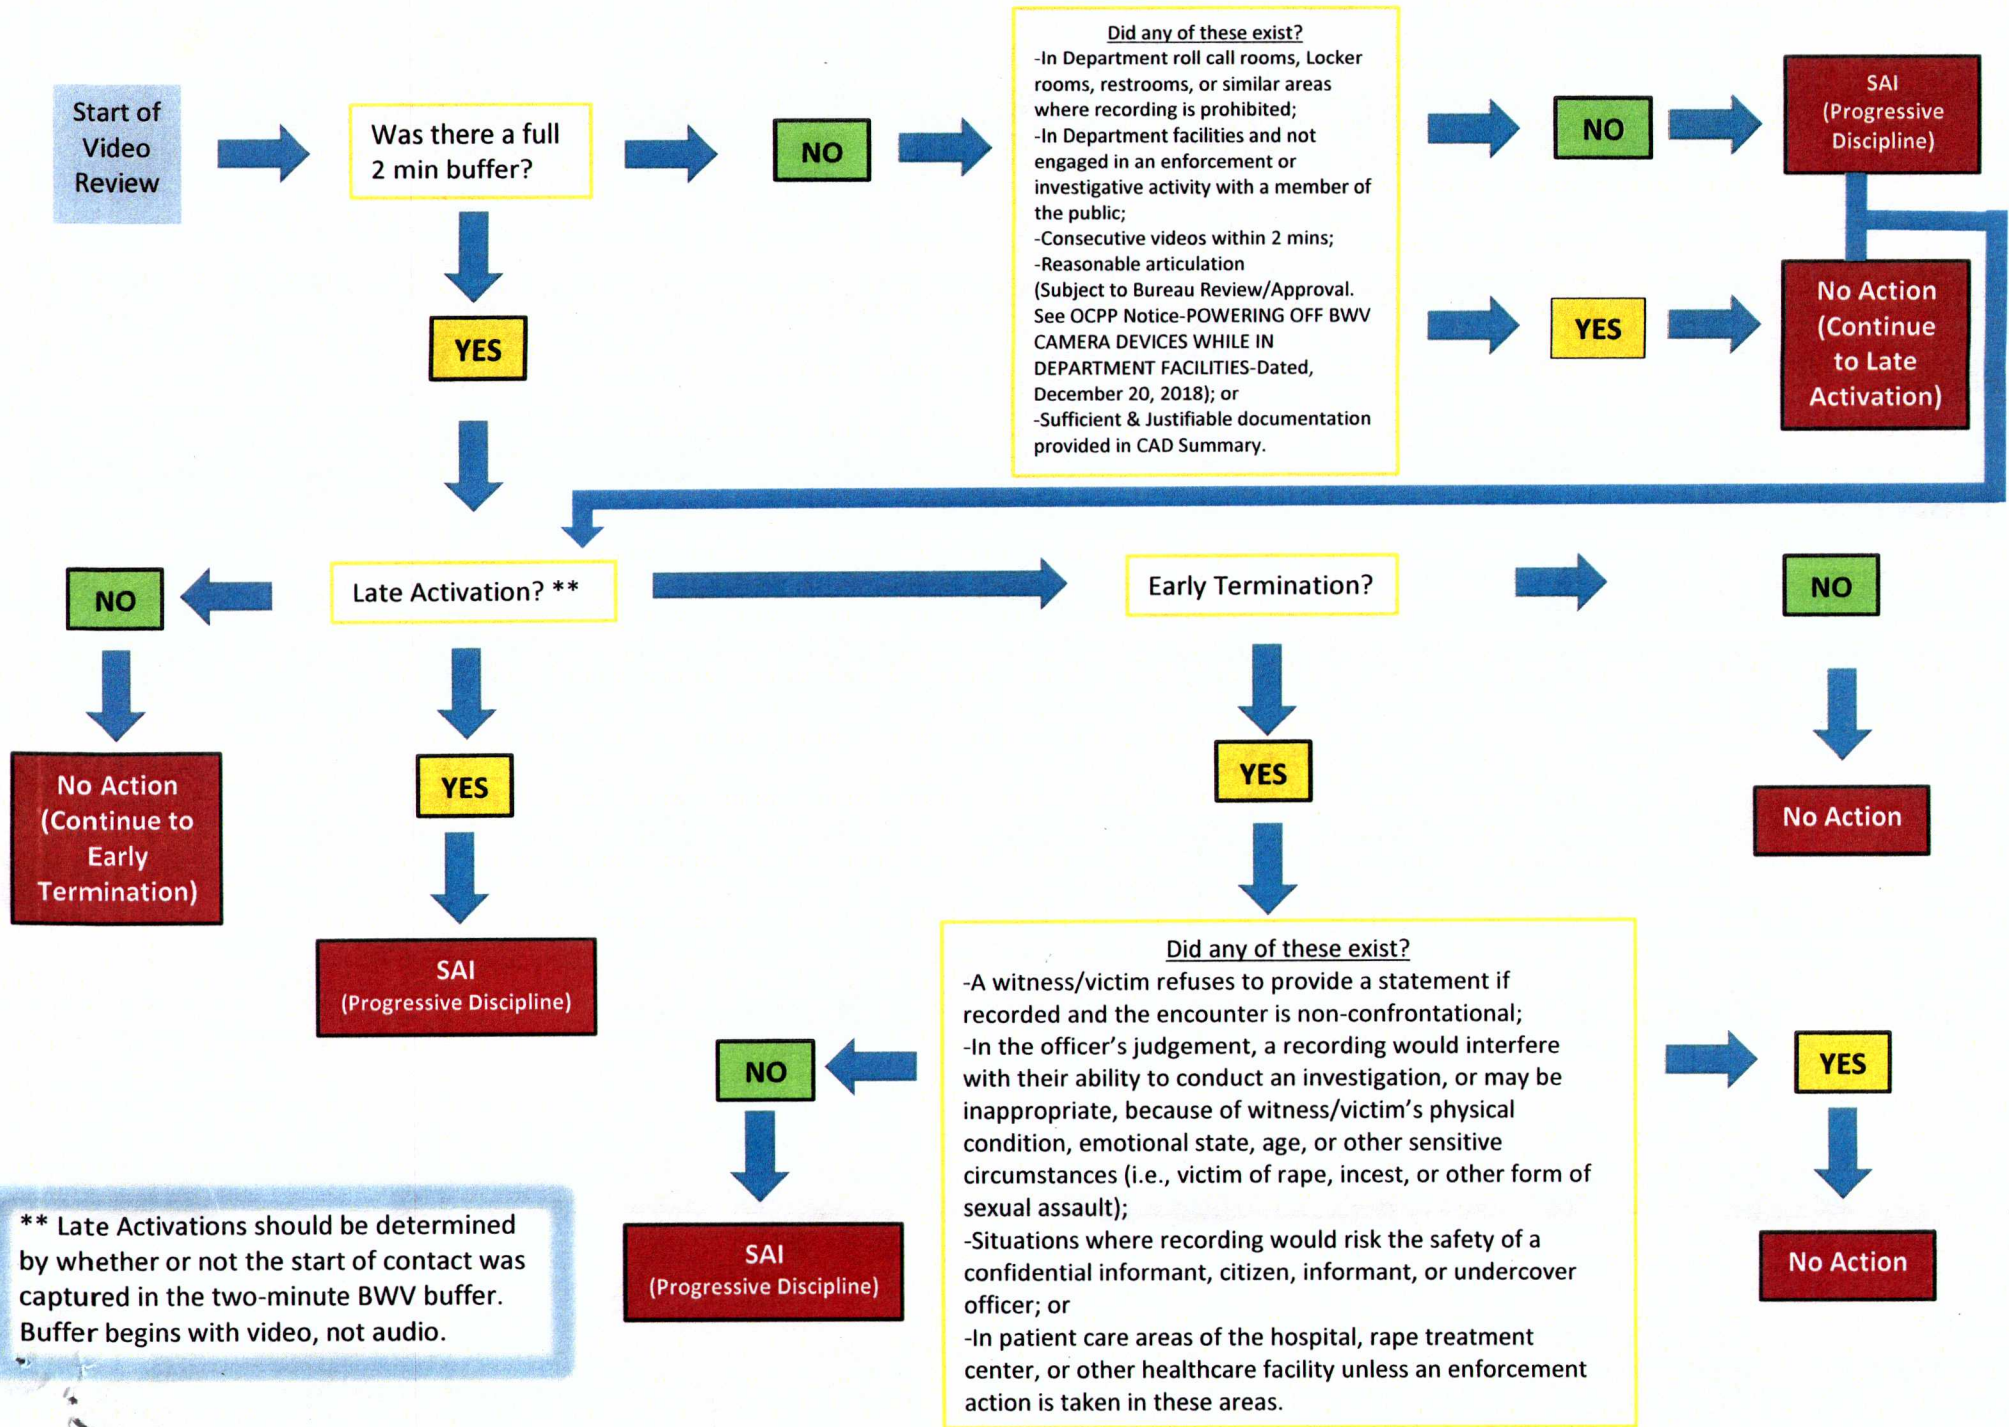 Start of
Video
Review
Was there a full
2 min buffer?
NO
Did any of these exist?
-In Department roll call rooms, Locker
rooms, restrooms, or similar areas
where recording is prohibited;
-In Department facilities and not
engaged in an enforcement or
investigative activity with a member of
the public;
-Consecutive videos within 2 mins;
-Reasonable articulation
(Subject to Bureau Review/Approval.
See OCPP Notice-POWERING OFF BWV
CAMERA DEVICES WHILE IN
DEPARTMENT FACILITIES-Dated,
December 20, 2018); or
-Sufficient & Justifiable documentation
provided in CAD Summary.
NO
SAI
(Progressive
Discipline)
YES
YES
No Action
(Continue
to Late
Activation)
NO
Late Activation? **
Early Termination?
NO
No Action
(Continue to
Early
Termination)
YES
SAI
(Progressive Discipline)
YES
No Action
Did any of these exist?
-A witness/victim refuses to provide a statement if
recorded and the encounter is non-confrontational;
-In the officer's judgement, a recording would interfere
with their ability to conduct an investigation, or may be
inappropriate, because of witness/victim's physical
condition, emotional state, age, or other sensitive
circumstances (i.e., victim of rape, incest, or other form of
sexual assault);
-Situations where recording would risk the safety of a
confidential informant, citizen, informant, or undercover
officer; or
-In patient care areas of the hospital, rape treatment
center, or other healthcare facility unless an enforcement
action is taken in these areas.
NO
SAI
(Progressive Discipline)
YES
No Action
** Late Activations should be determined
by whether or not the start of contact was
captured in the two-minute BWV buffer.
Buffer begins with video, not audio.